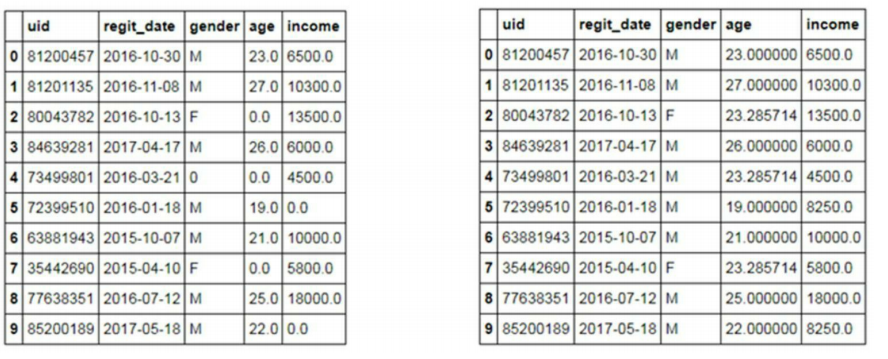 uid regit_date gender age income
0 81200457 2016-10-30 M 23.0 6500.0
1 81201135 2016-11-08 M 27.0 10300.0
2 80043782 2016-10-13 F 0.0 13500.0
3 84639281 2017-04-17 M 26.0 6000.0
4 73499801 2016-03-21 0 0.0 4500.0
5 72399510 2016-01-18 M 19.0 0.0
6 63881943 2015-10-07 M 21.0 10000.0
7 35442690 2015-04-10 F 0.0 5800.0
8 77638351 2016-07-12 M 25.0 18000.0
9 85200189 2017-05-18 M 22.0 0.0
uid regit_date gender age income
0 81200457 2016-10-30 M 23.000000 6500.0
1 81201135 2016-11-08 M 27.000000 10300.0
2 80043782 2016-10-13 F 23.285714 13500.0
3 84639281 2017-04-17 M 26.000000 6000.0
4 73499801 2016-03-21 M 23.285714 4500.0
5 72399510 2016-01-18 M 19.000000 8250.0
6 63881943 2015-10-07 M 21.000000 10000.0
7 35442690 2015-04-10 F 23.285714 5800.0
8 77638351 2016-07-12 M 25.000000 18000.0
9 85200189 2017-05-18 M 22.000000 8250.0